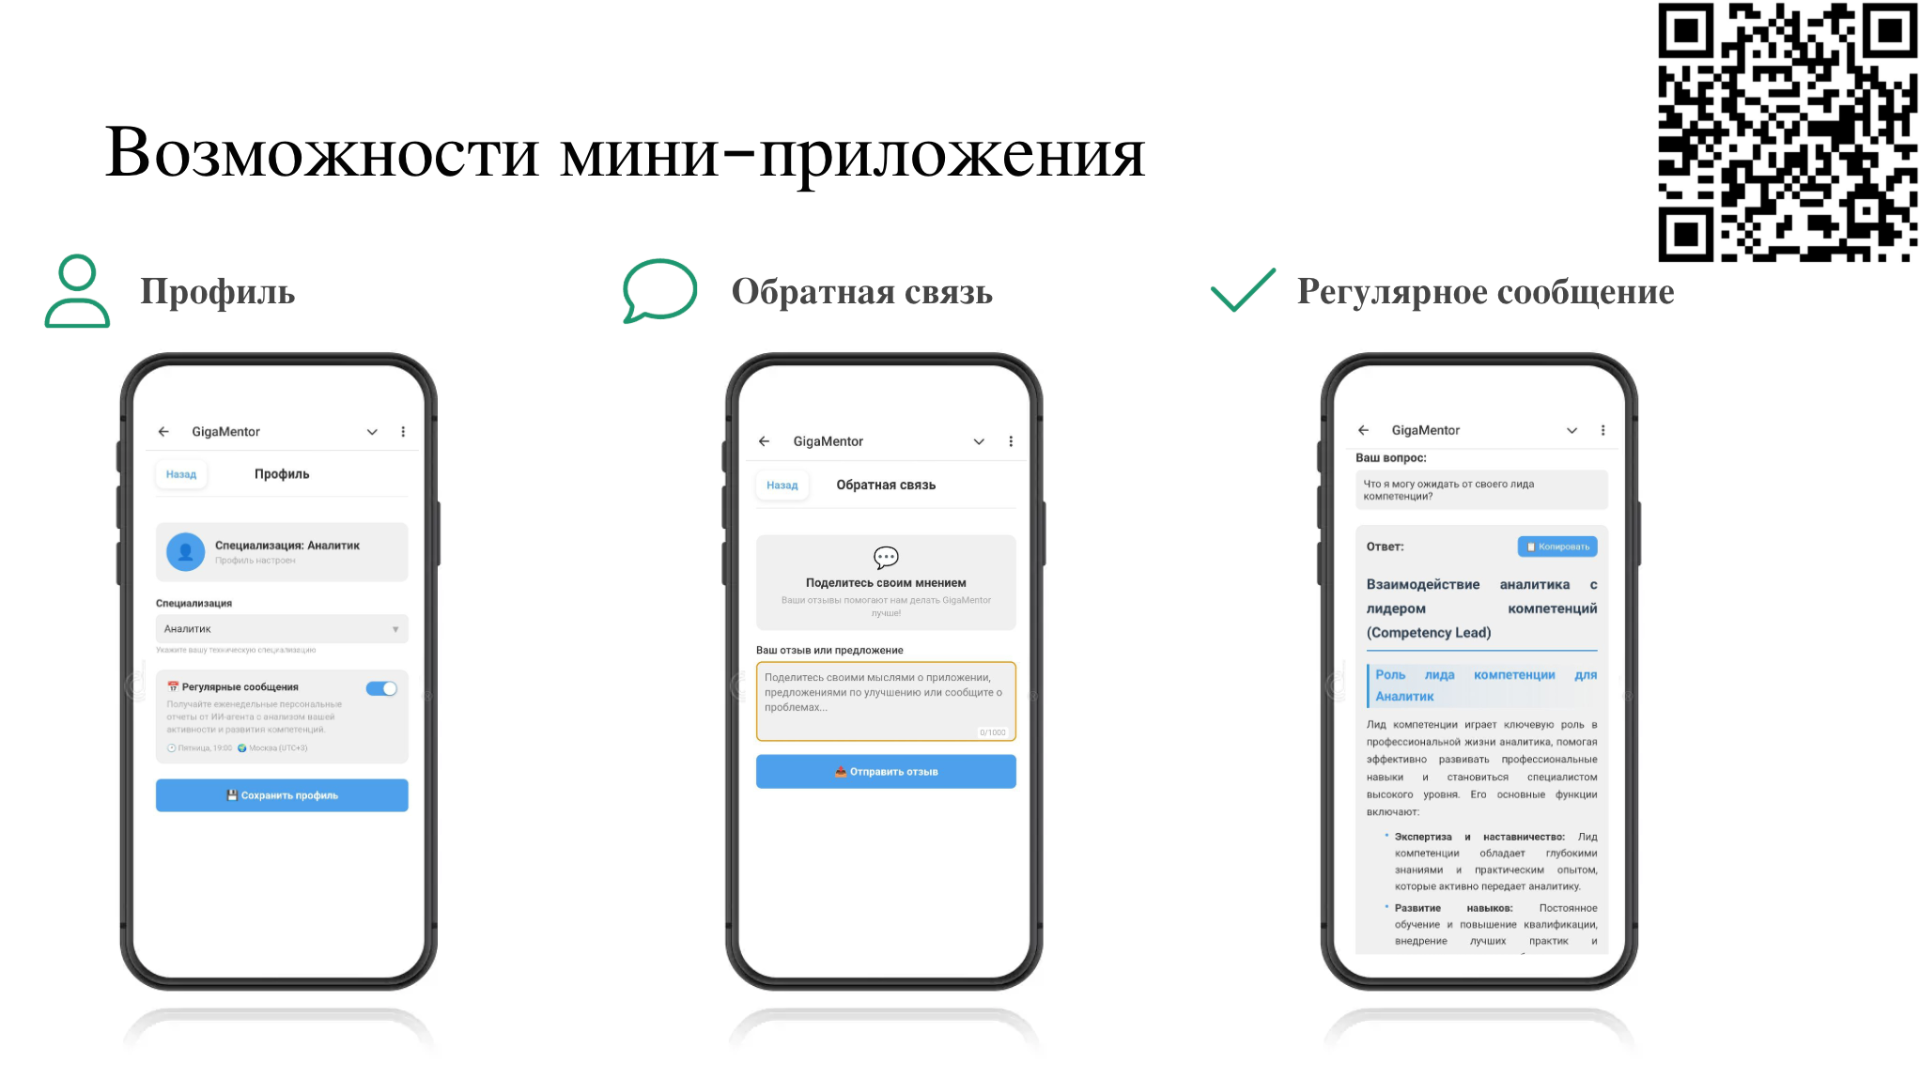 Возможности мини-приложения
Профиль
GigaMentor
Назад
Профиль
Специализация: Аналитик
Профиль настроен
Специализация
Аналитик
Укажите вашу техническую специализацию
Регулярные сообщения
Получайте еженедельные персональные
отчеты от ИИ-агента с анализом вашей
активности и развития компетенций.
Пятница, 19:00 Москва (UTC+3)
Сохранить профиль
Обратная связь
GigaMentor
Назад
Обратная связь
Поделитесь своим мнением
Ваши отзывы помогают нам делать GigaMentor
лучше!
Ваш отзыв или предложение
Поделитесь своими мыслями о приложении,
предложениями по улучшению или сообщите о
проблемах...
0/1000
Отправить отзыв
Регулярное сообщение
GigaMentor
Ваш вопрос:
Что я могу ожидать от своего лида
компетенции?
Ответ:
Копировать
Взаимодействие аналитика с
лидером компетенций
(Competency Lead)
Роль лида компетенции для
Аналитик
Лид компетенции играет ключевую роль в
профессиональной жизни аналитика, помогая
эффективно развивать профессиональные
навыки и становиться специалистом
высокого уровня. Его основные функции
включают:
Экспертиза и наставничество: Лид
компетенции обладает глубокими
знаниями и практическим опытом,
которые активно передает аналитику.
Развитие навыков: Постоянное
обучение и повышение квалификации,
внедрение лучших практик и